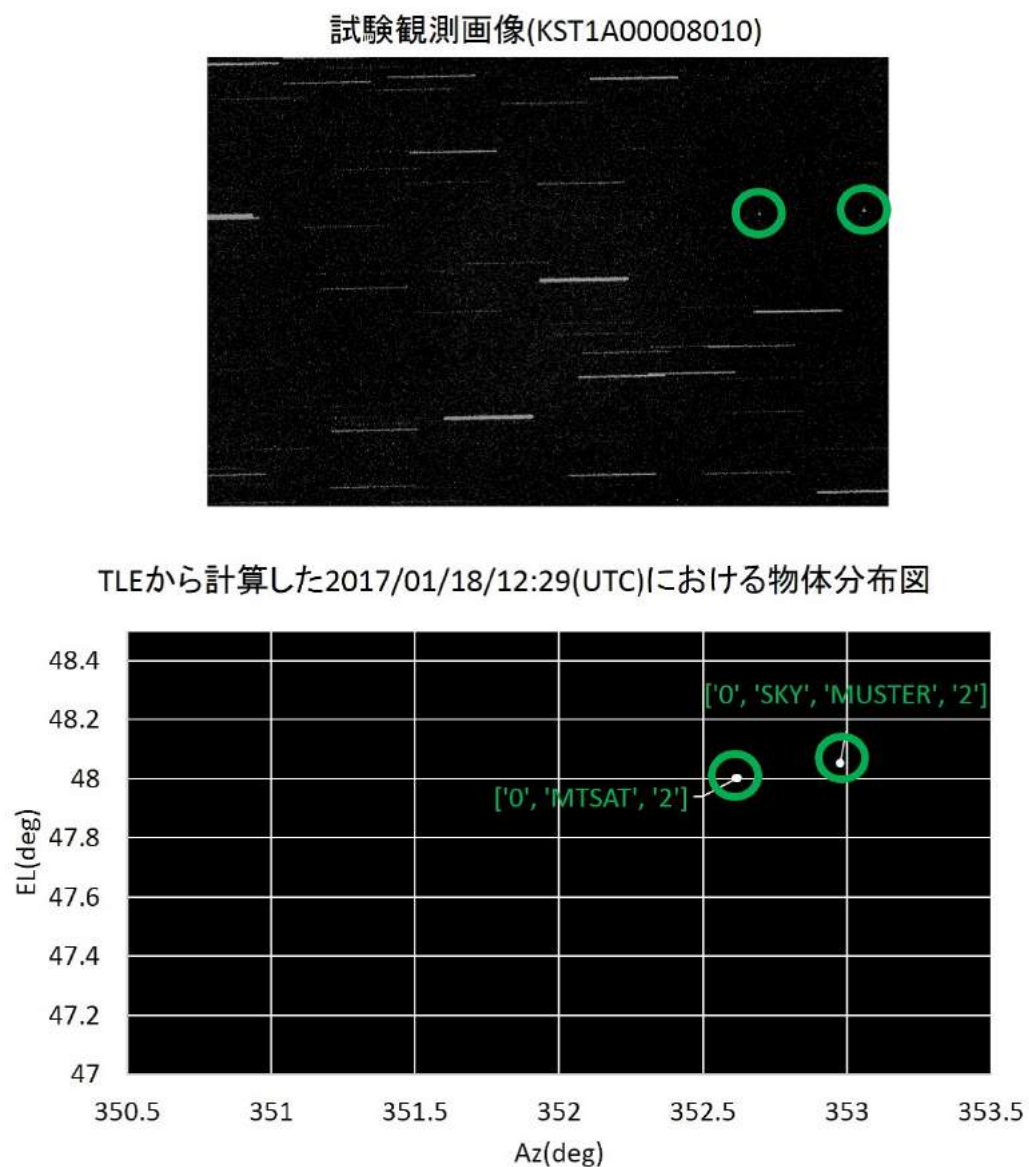 試験観測画像(KST1A00008010)
TLEから計算した2017/01/18/12:29(UTC)における物体分布図
48.4
48.2
48
47.8
47.6
47.4
47.2
47
EL(deg)
['0', 'SKY', 'MUSTER', '2']
['0', 'MTSAT', '2']
350.5 351 351.5 352 352.5 353 353.5
Az(deg)